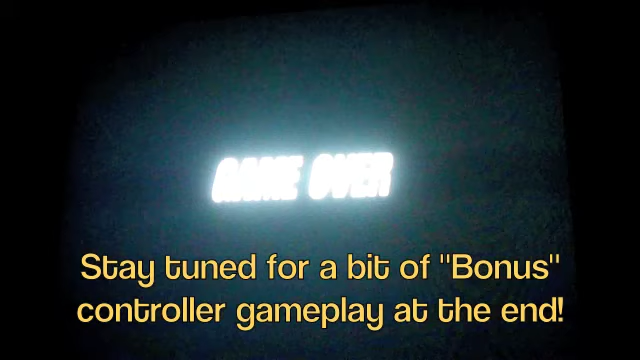 GAME OVER
Stay tuned for a bit of "Bonus"
controller gameplay at the end!